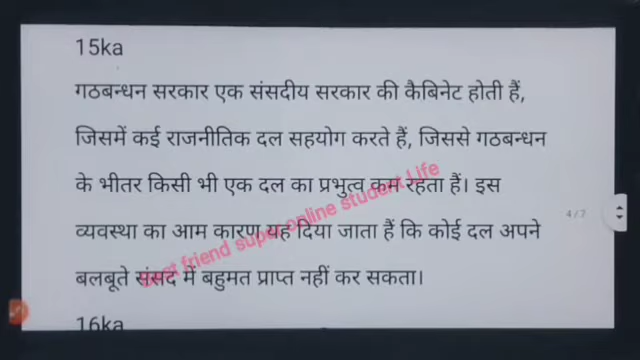 15ka
गठबन्धन सरकार एक संसदीय सरकार की कैबिनेट होती हैं,
जिसमें कई राजनीतिक दल सहयोग करते हैं, जिससे गठबन्धन
के भीतर किसी भी एक दल का प्रभुत्व कम रहता हैं। इस
व्यवस्था का आम कारण यह दिया जाता हैं कि कोई दल अपने
बलबूते संसद में बहुमत प्राप्त नहीं कर सकता।
best friend super online student Life
4/7
16ka